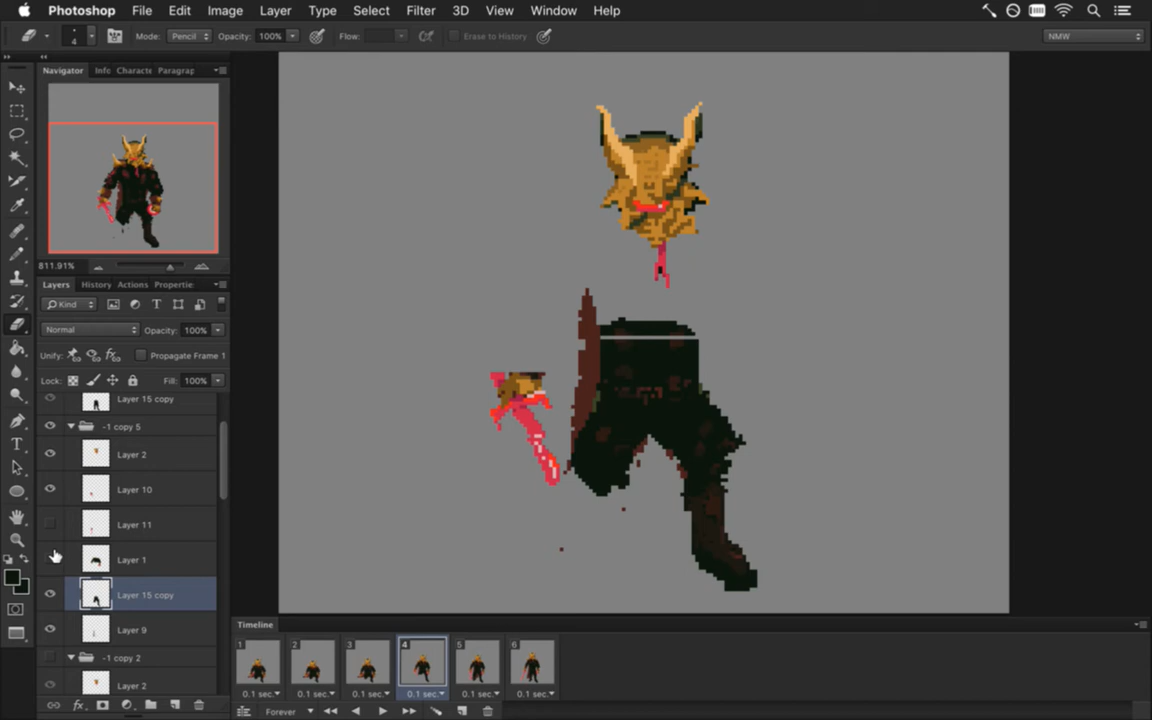 Photoshop File Edit Image Layer Type Select Filter 3D View Window Help
4 Mode: Pencil Opacity: 100% Flow: Erase to History NMW
Navigator Info Characte Paragrap
811.91%
Layers History Actions Propertie
Kind
Normal Opacity: 100%
Unify: Propagate Frame 1
Lock: Fill: 100%
Layer 15 copy
-1 copy 5
Layer 2
Layer 10
Layer 11
Layer 1
Layer 15 copy
Layer 9
-1 copy 2
Layer 2
Timeline
1 2 3 4 5 6
0.1 sec. 0.1 sec. 0.1 sec. 0.1 sec. 0.1 sec. 0.1 sec.
Forever